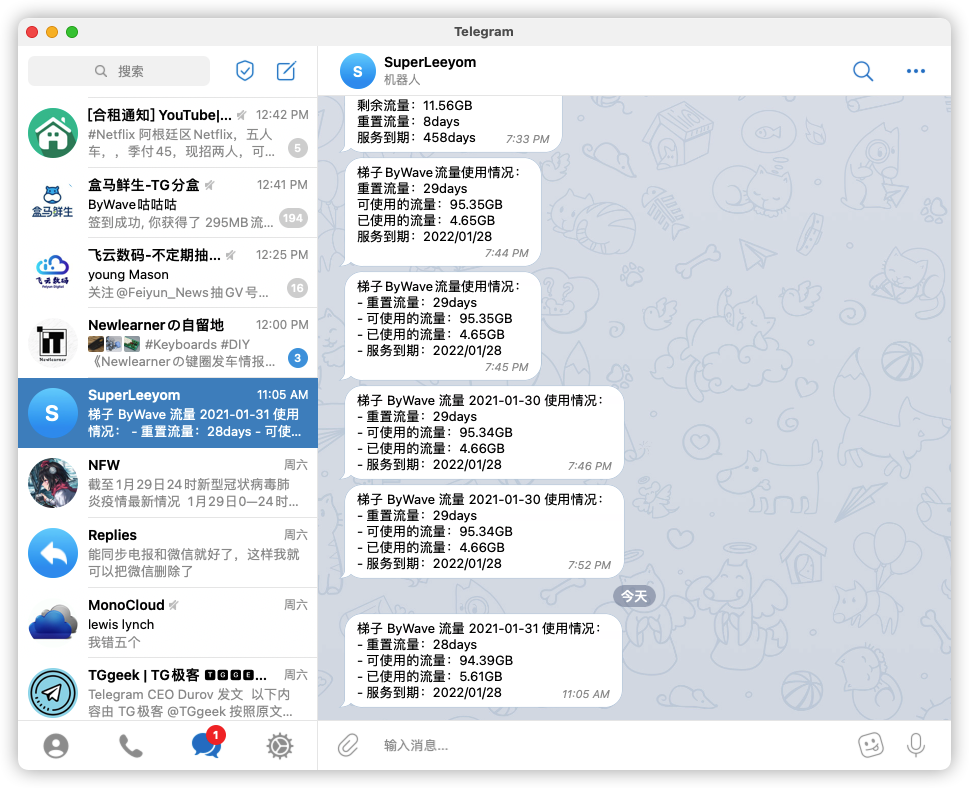 Telegram
搜索
[合租通知] YouTube|... 12:42 PM
#Netflix 阿根廷区Netflix，五人
车，，季付45，现招两人，可... 5
盒马鲜生-TG分盒 12:41 PM
ByWave咕咕咕
签到成功, 你获得了 295MB 流... 194
盒马鲜生
飞云数码-不定期抽... 12:25 PM
young Mason
关注@Feiyun_News抽GV号... 16
飞云数码
Feiyun Digital
Newlearnerの自留地 12:00 PM
#Keyboards #DIY
《Newlearnerの键圈发车情报... 3
IT
Newlearner
SuperLeeyom 11:05 AM
S
梯子 ByWave 流量 2021-01-31 使用
情况： - 重置流量：28days - 可使...
NFW 周六
截至1月29日24时新型冠状病毒肺
炎疫情最新情况 1月29日0—24时...
Replies 周六
能同步电报和微信就好了，这样我就
可以把微信删除了
MonoCloud 周六
lewis lynch
我错五个
TGgeek | TG极客 TGGE... 周六
Telegram CEO Durov 发文 以下内
容由 TG极客 @TGgeek 按照原文...
1
S
SuperLeeyom
机器人
剩余流量：11.56GB
重置流量：8days
服务到期：458days 7:33 PM
梯子ByWave流量使用情况：
重置流量：29days
可使用的流量：95.35GB
已使用的流量：4.65GB
服务到期：2022/01/28
7:44 PM
梯子ByWave流量使用情况：
- 重置流量：29days
- 可使用的流量：95.35GB
- 已使用的流量：4.65GB
- 服务到期：2022/01/28
7:45 PM
梯子 ByWave 流量 2021-01-30 使用情况：
- 重置流量：29days
- 可使用的流量：95.34GB
- 已使用的流量：4.66GB
- 服务到期：2022/01/28 7:46 PM
梯子 ByWave 流量 2021-01-30 使用情况：
- 重置流量：29days
- 可使用的流量：95.34GB
- 已使用的流量：4.66GB
- 服务到期：2022/01/28 7:52 PM
今天
梯子 ByWave 流量 2021-01-31 使用情况：
- 重置流量：28days
- 可使用的流量：94.39GB
- 已使用的流量：5.61GB
- 服务到期：2022/01/28 11:05 AM
输入消息...